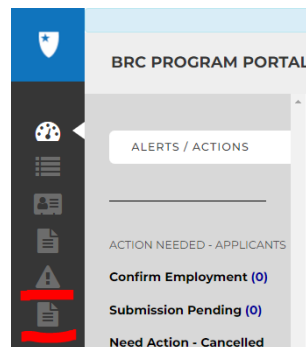 BRC PROGRAM PORTAL
ALERTS / ACTIONS
ACTION NEEDED - APPLICANTS
Confirm Employment (0)
Submission Pending (0)
Need Action - Cancelled